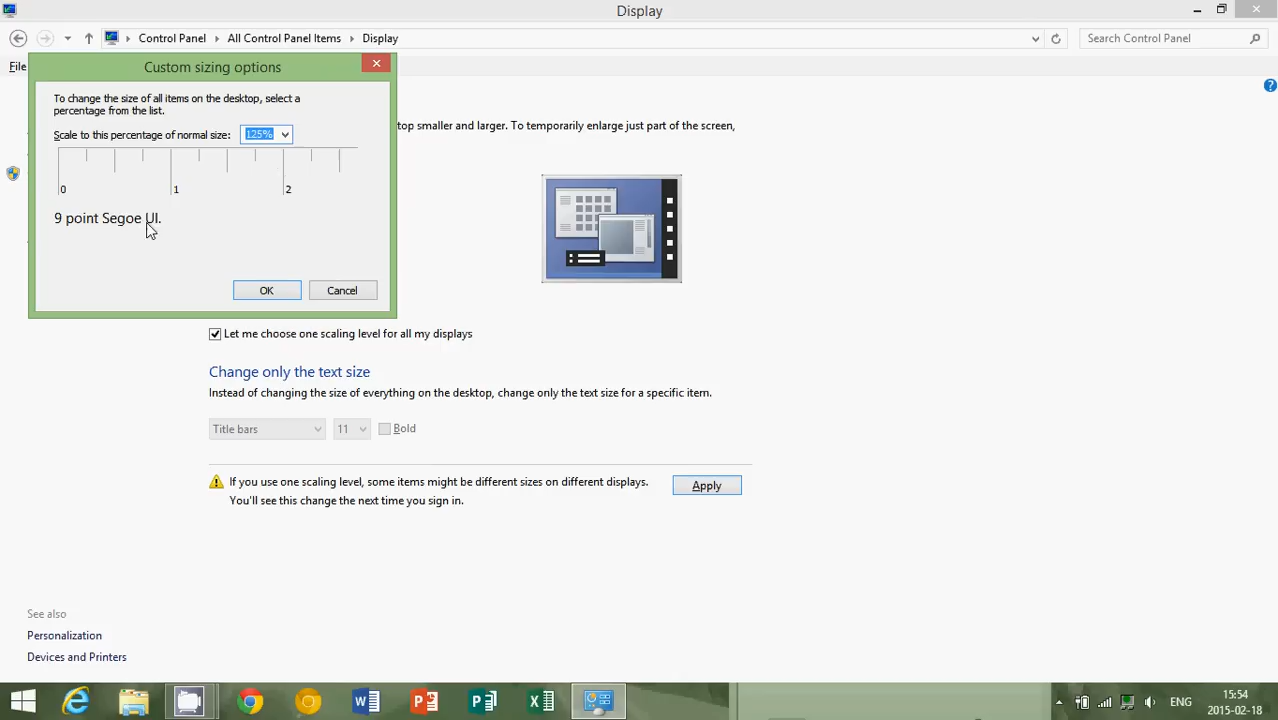 Display
Control Panel
All Control Panel Items
Display
Search Control Panel
File
Custom sizing options
To change the size of all items on the desktop, select a
percentage from the list.
Scale to this percentage of normal size: 125%
0 1 2
9 point Segoe UI.
OK Cancel
top smaller and larger. To temporarily enlarge just part of the screen,
Let me choose one scaling level for all my displays
Change only the text size
Instead of changing the size of everything on the desktop, change only the text size for a specific item.
Title bars 11 Bold
If you use one scaling level, some items might be different sizes on different displays.
You'll see this change the next time you sign in.
Apply
See also
Personalization
Devices and Printers
ENG
15:54
2015-02-18